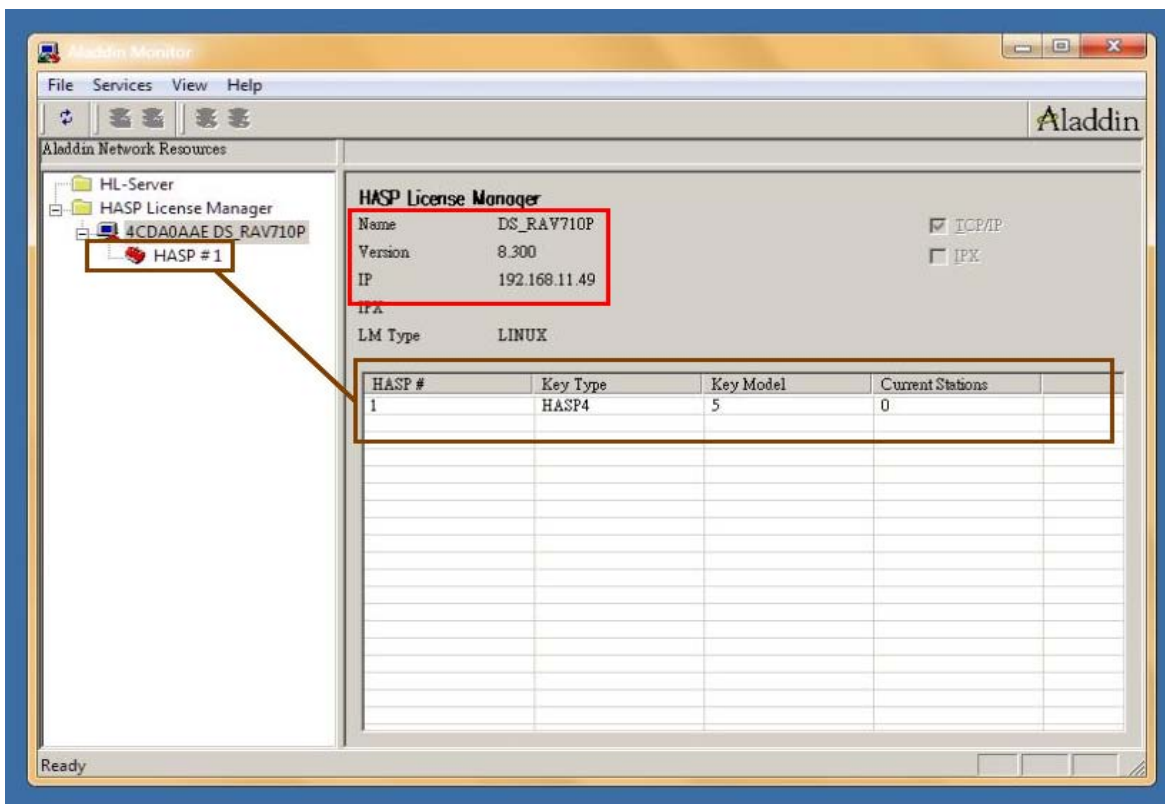 Aladdin Monitor
File Services View Help
Aladdin
Aladdin Network Resources
HL-Server
HASP License Manager
4CDA0AAE DS_RAV710P
HASP # 1
HASP License Manager
Name DS_RAV710P
Version 8.300
IP 192.168.11.49
IPX
LM Type LINUX
TCP/IP
IPX
HASP # Key Type Key Model Current Stations
1 HASP4 5 0
Ready